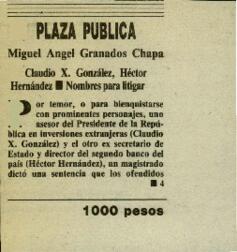 PLAZA PUBLICA
Miguel Angel Granados Chapa
Claudio X. González, Héctor
Hernández ■ Nombres para litigar
Por temor, o para bienquistarse
con prominentes personajes, uno
asesor del Presidente de la Repú-
blica en inversiones extranjeras (Claudio
X. González) y el otro ex secretario de
Estado y director del segundo banco del
país (Héctor Hernández), un magistrado
dictó una sentencia que los ofendidos
■ 4
1000 pesos